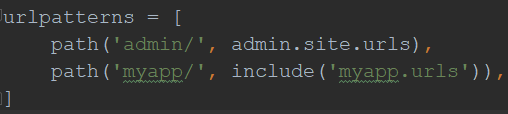 urlpatterns = [
    path('admin/', admin.site.urls),
    path('myapp/', include('myapp.urls')),
]